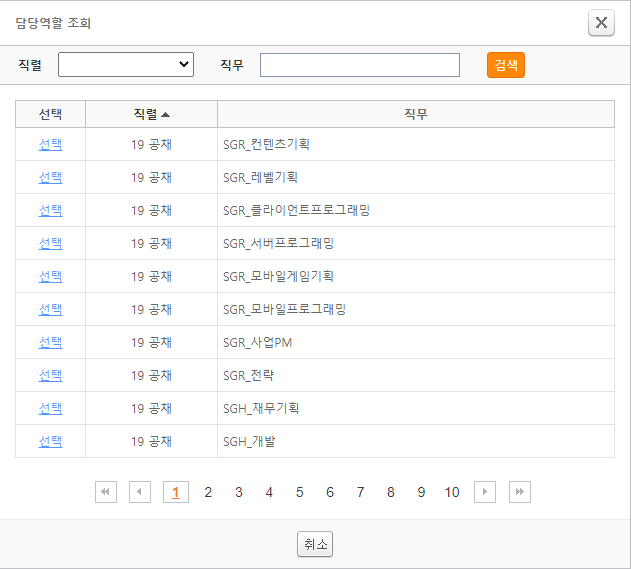 담당역할 조회
직렬 직무 검색
선택 직렬 직무
선택 19 공채 SGR_컨텐츠기획
선택 19 공채 SGR_레벨기획
선택 19 공채 SGR_클라이언트프로그래밍
선택 19 공채 SGR_서버프로그래밍
선택 19 공채 SGR_모바일게임기획
선택 19 공채 SGR_모바일프로그래밍
선택 19 공채 SGR_사업PM
선택 19 공채 SGR_전략
선택 19 공채 SGH_재무기획
선택 19 공채 SGH_개발
1 2 3 4 5 6 7 8 9 10
취소